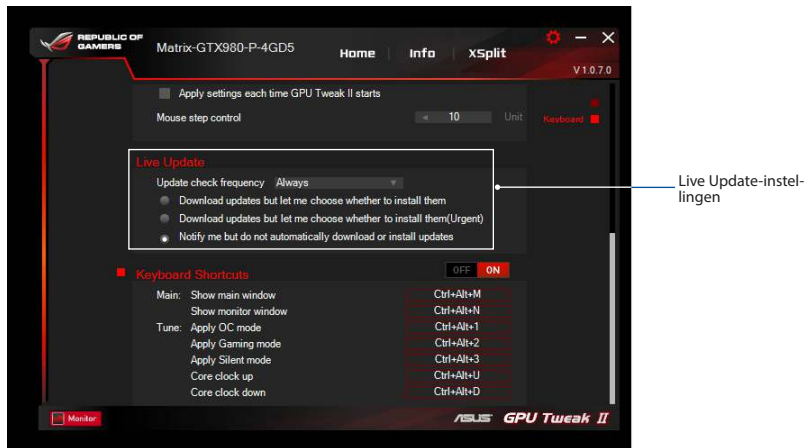 REPUBLIC OF
GAMERS
Matrix-GTX980-P-4GD5
Home
Info
XSplit
V 1.0.7.0
Apply settings each time GPU Tweak II starts
Mouse step control 10 Unit
Keyboard
Live Update
Update check frequency Always
Download updates but let me choose whether to install them
Download updates but let me choose whether to install them(Urgent)
Notify me but do not automatically download or install updates
Live Update-instel-
lingen
Keyboard Shortcuts OFF ON
Main: Show main window Ctrl+Alt+M
Show monitor window Ctrl+Alt+N
Tune: Apply OC mode Ctrl+Alt+1
Apply Gaming mode Ctrl+Alt+2
Apply Silent mode Ctrl+Alt+3
Core clock up Ctrl+Alt+U
Core clock down Ctrl+Alt+D
Monitor
ASUS GPU Tweak II